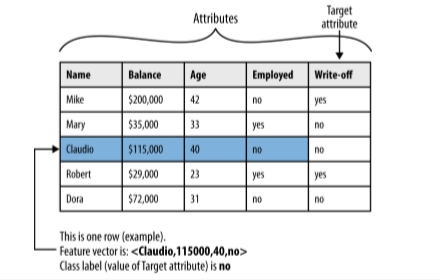 Attributes
Target
attribute
Name Balance Age Employed Write-off
Mike $200,000 42 no yes
Mary $35,000 33 yes no
Claudio $115,000 40 no no
Robert $29,000 23 yes yes
Dora $72,000 31 no no
This is one row (example).
Feature vector is: <Claudio,115000,40,no>
Class label (value of Target attribute) is no